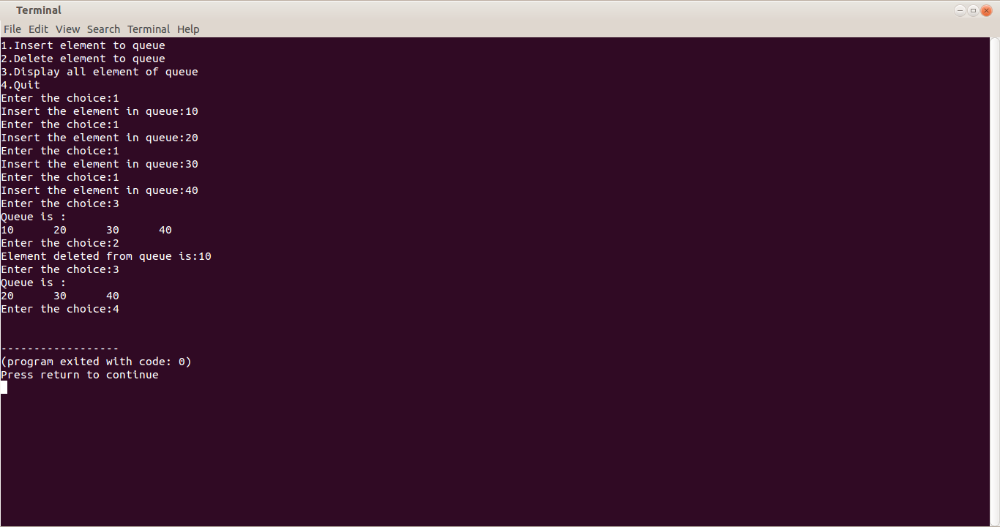 Terminal
File Edit View Search Terminal Help
1.Insert element to queue
2.Delete element to queue
3.Display all element of queue
4.Quit
Enter the choice:1
Insert the element in queue:10
Enter the choice:1
Insert the element in queue:20
Enter the choice:1
Insert the element in queue:30
Enter the choice:1
Insert the element in queue:40
Enter the choice:3
Queue is :
10      20      30      40
Enter the choice:2
Element deleted from queue is:10
Enter the choice:3
Queue is :
20      30      40
Enter the choice:4
------------------
(program exited with code: 0)
Press return to continue